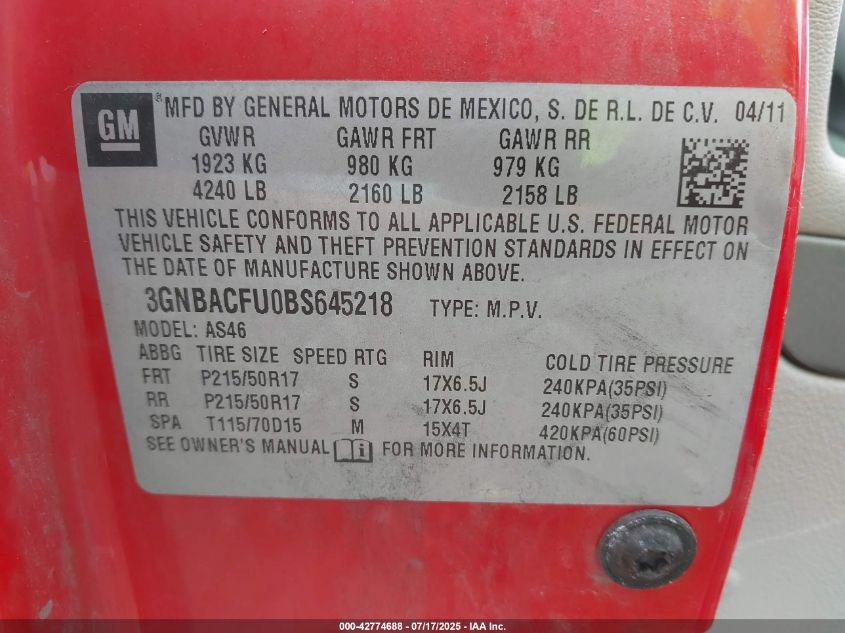 GM
® MFD BY GENERAL MOTORS DE MEXICO, S. DE R.L. DE C.V. 04/11
GVWR GAWR FRT GAWR RR
1923 KG 980 KG 979 KG
4240 LB 2160 LB 2158 LB
THIS VEHICLE CONFORMS TO ALL APPLICABLE U.S. FEDERAL MOTOR
VEHICLE SAFETY AND THEFT PREVENTION STANDARDS IN EFFECT ON
THE DATE OF MANUFACTURE SHOWN ABOVE.
3GNBACFU0BS645218 TYPE: M.P.V.
MODEL: AS46
ABBG TIRE SIZE SPEED RTG RIM COLD TIRE PRESSURE
FRT P215/50R17 S 17X6.5J 240KPA(35PSI)
RR P215/50R17 S 17X6.5J 240KPA(35PSI)
SPA T115/70D15 M 15X4T 420KPA(60PSI)
SEE OWNER'S MANUAL FOR MORE INFORMATION.
000-42774688 - 07/17/2025 - IAA Inc.